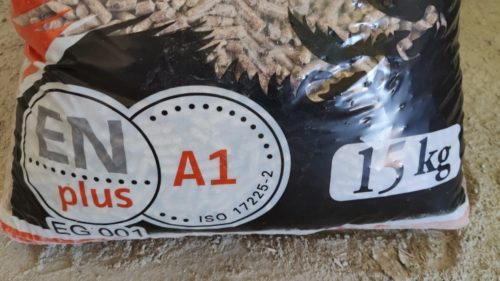 EN
plus
A1
ISO 17225-2
15 kg
EG 001